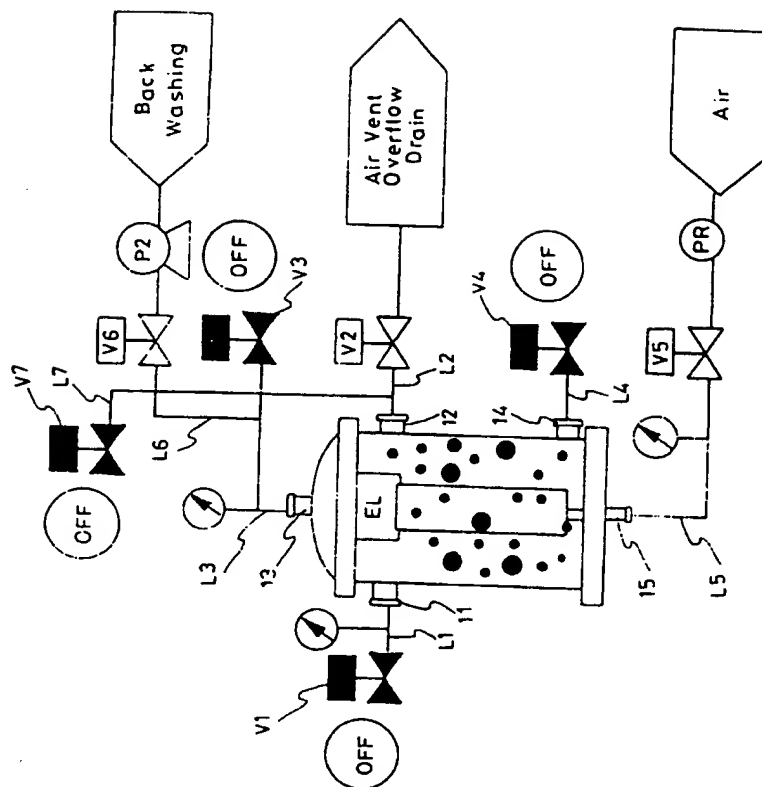 Back
Washing
P2
V6
OFF
V3
V7
L7
CFF
L6
Air Vent
Overflow
Drain
V2
L2
12
V4
OFF
L4
14
EL
L3
13
V1
OFF
L1
11
Air
PR
V5
15
L5